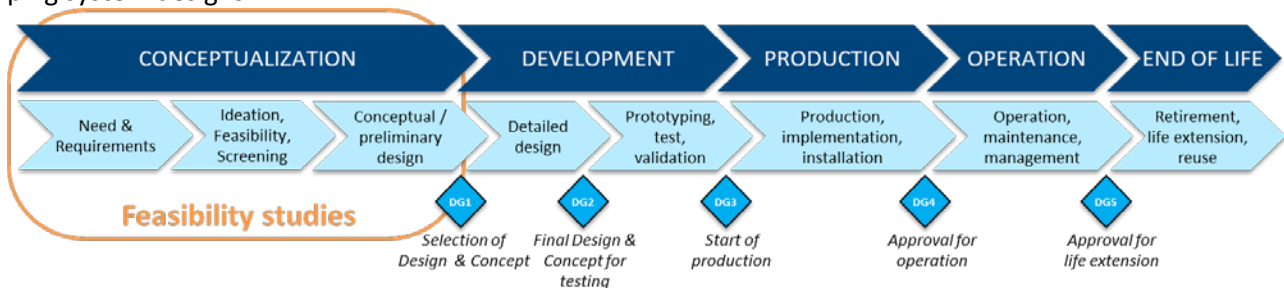 CONCEPTUALIZATION
DEVELOPMENT
PRODUCTION
OPERATION
END OF LIFE
Need &
Requirements
Ideation,
Feasibility,
Screening
Conceptual /
preliminary
design
Detailed
design
Prototyping,
test,
validation
Production,
implementation,
installation
Operation,
maintenance,
management
Retirement,
life extension,
reuse
Feasibility studies
DG1
DG2
DG3
DG4
DG5
Selection of
Design & Concept
Final Design &
Concept for
testing
Start of
production
Approval for
operation
Approval for
life extension